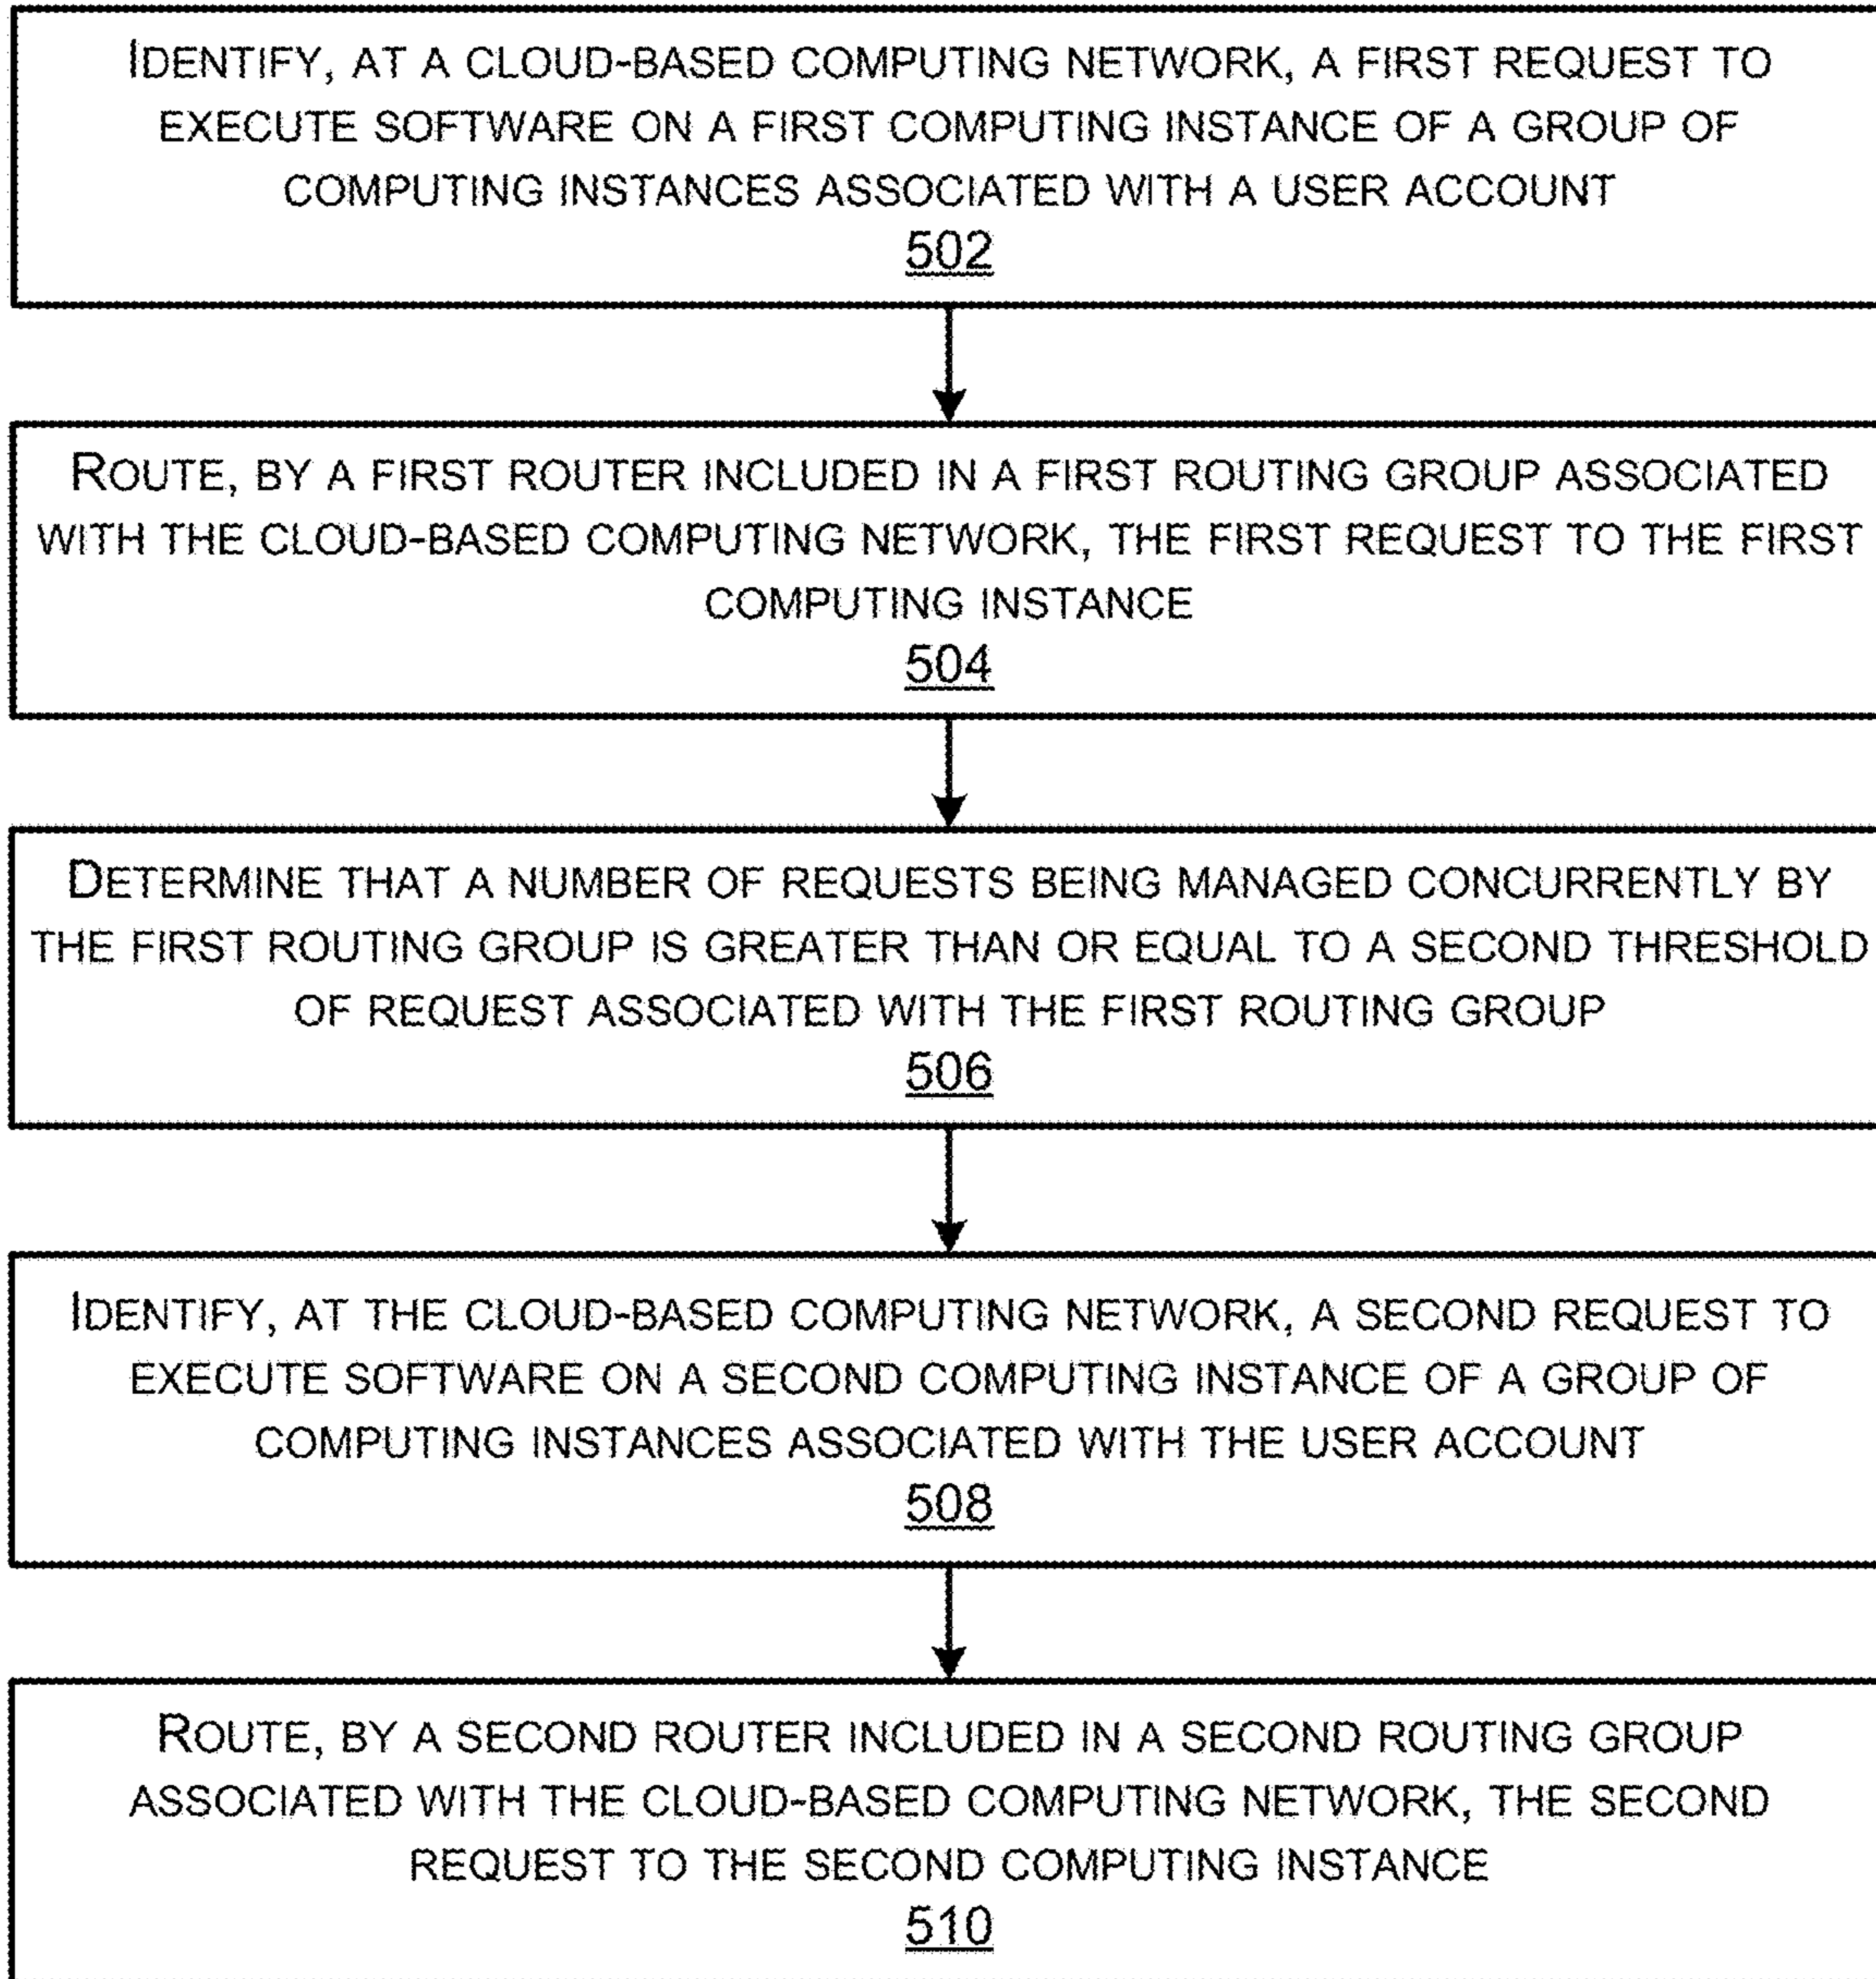 IDENTIFY, AT A CLOUD-BASED COMPUTING NETWORK, A FIRST REQUEST TO
EXECUTE SOFTWARE ON A FIRST COMPUTING INSTANCE OF A GROUP OF
COMPUTING INSTANCES ASSOCIATED WITH A USER ACCOUNT
502
ROUTE, BY A FIRST ROUTER INCLUDED IN A FIRST ROUTING GROUP ASSOCIATED
WITH THE CLOUD-BASED COMPUTING NETWORK, THE FIRST REQUEST TO THE FIRST
COMPUTING INSTANCE
504
DETERMINE THAT A NUMBER OF REQUESTS BEING MANAGED CONCURRENTLY BY
THE FIRST ROUTING GROUP IS GREATER THAN OR EQUAL TO A SECOND THRESHOLD
OF REQUEST ASSOCIATED WITH THE FIRST ROUTING GROUP
506
IDENTIFY, AT THE CLOUD-BASED COMPUTING NETWORK, A SECOND REQUEST TO
EXECUTE SOFTWARE ON A SECOND COMPUTING INSTANCE OF A GROUP OF
COMPUTING INSTANCES ASSOCIATED WITH THE USER ACCOUNT
508
ROUTE, BY A SECOND ROUTER INCLUDED IN A SECOND ROUTING GROUP
ASSOCIATED WITH THE CLOUD-BASED COMPUTING NETWORK, THE SECOND
REQUEST TO THE SECOND COMPUTING INSTANCE
510